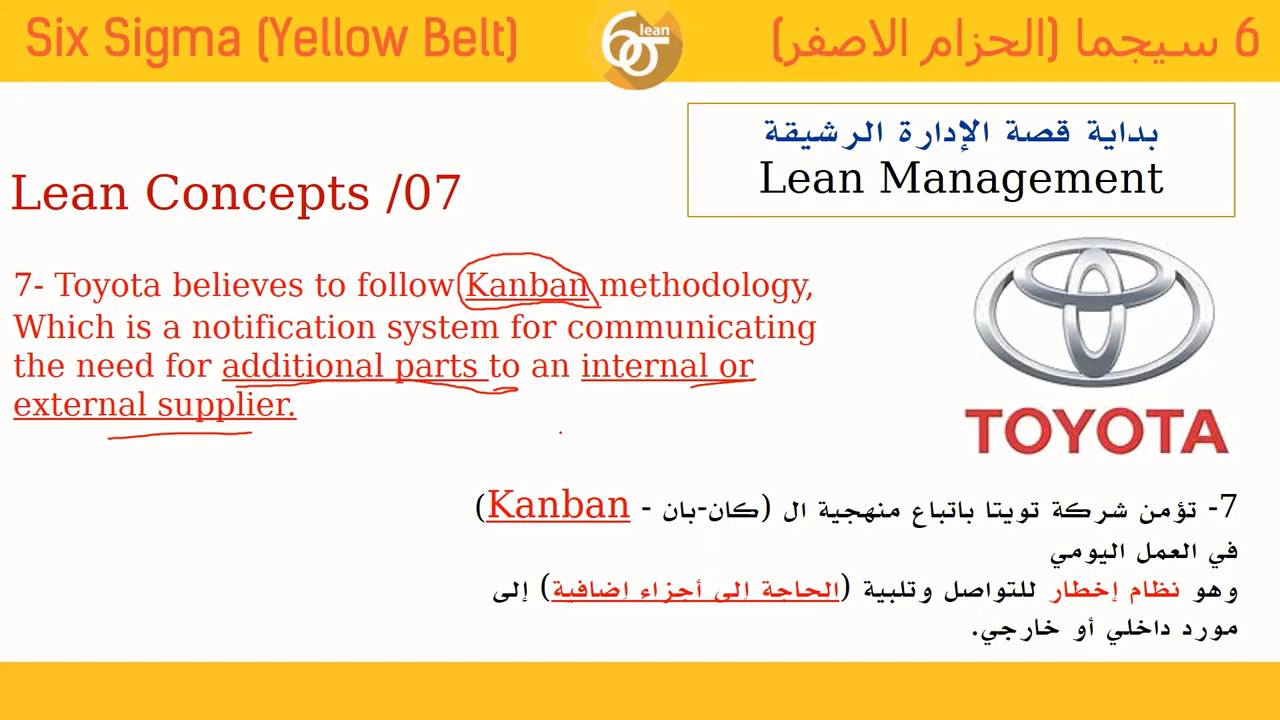 Six Sigma (Yellow Belt)
lean
6σ
6 سيجما (الحزام الاصفر)
بداية قصة الإدارة الرشيقة
Lean Management
Lean Concepts /07
7- Toyota believes to follow Kanban methodology,
Which is a notification system for communicating
the need for additional parts to an internal or
external supplier.
TOYOTA
7- تؤمن شركة تويتا باتباع منهجية ال (كان-بان - Kanban)
في العمل اليومي
وهو نظام إخطار للتواصل وتلبية (الحاجة إلى أجزاء إضافية) إلى
مورد داخلي أو خارجي.